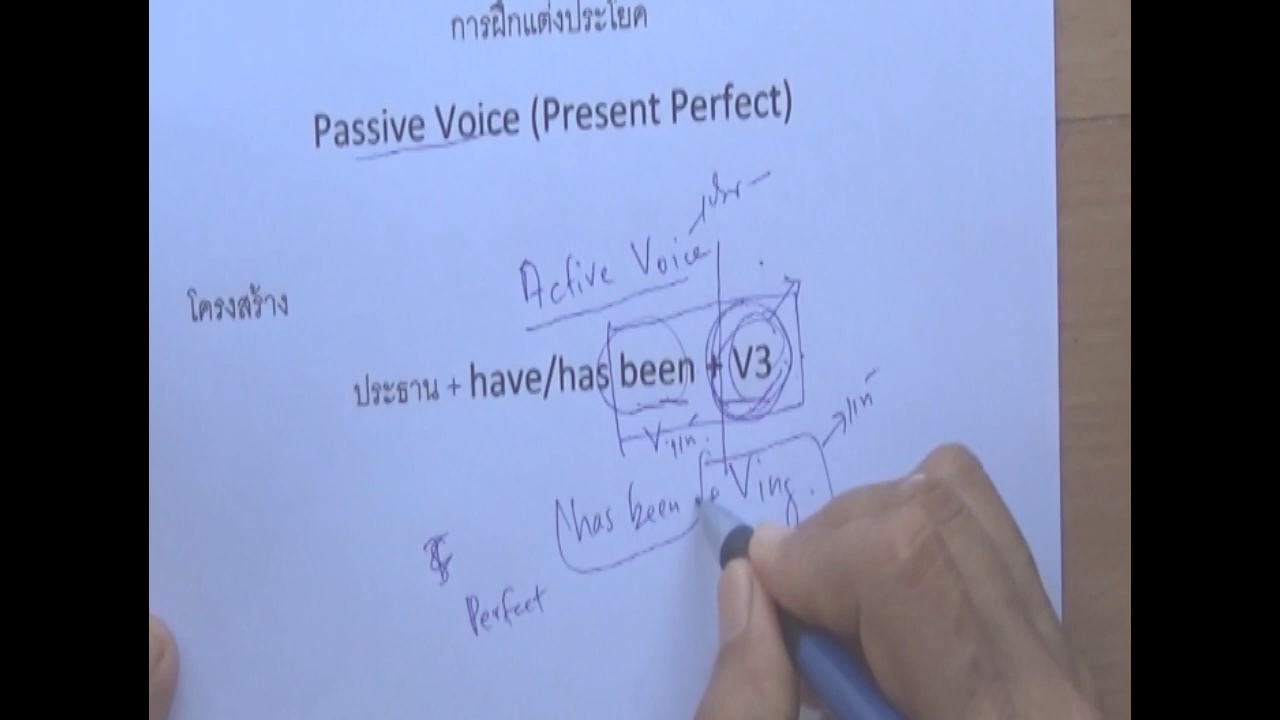 การฝึกแต่งประโยค
Passive Voice (Present Perfect)
Active Voice
โครงสร้าง
ประธาน + have/has been + V3
has been
Ving.
Perfect